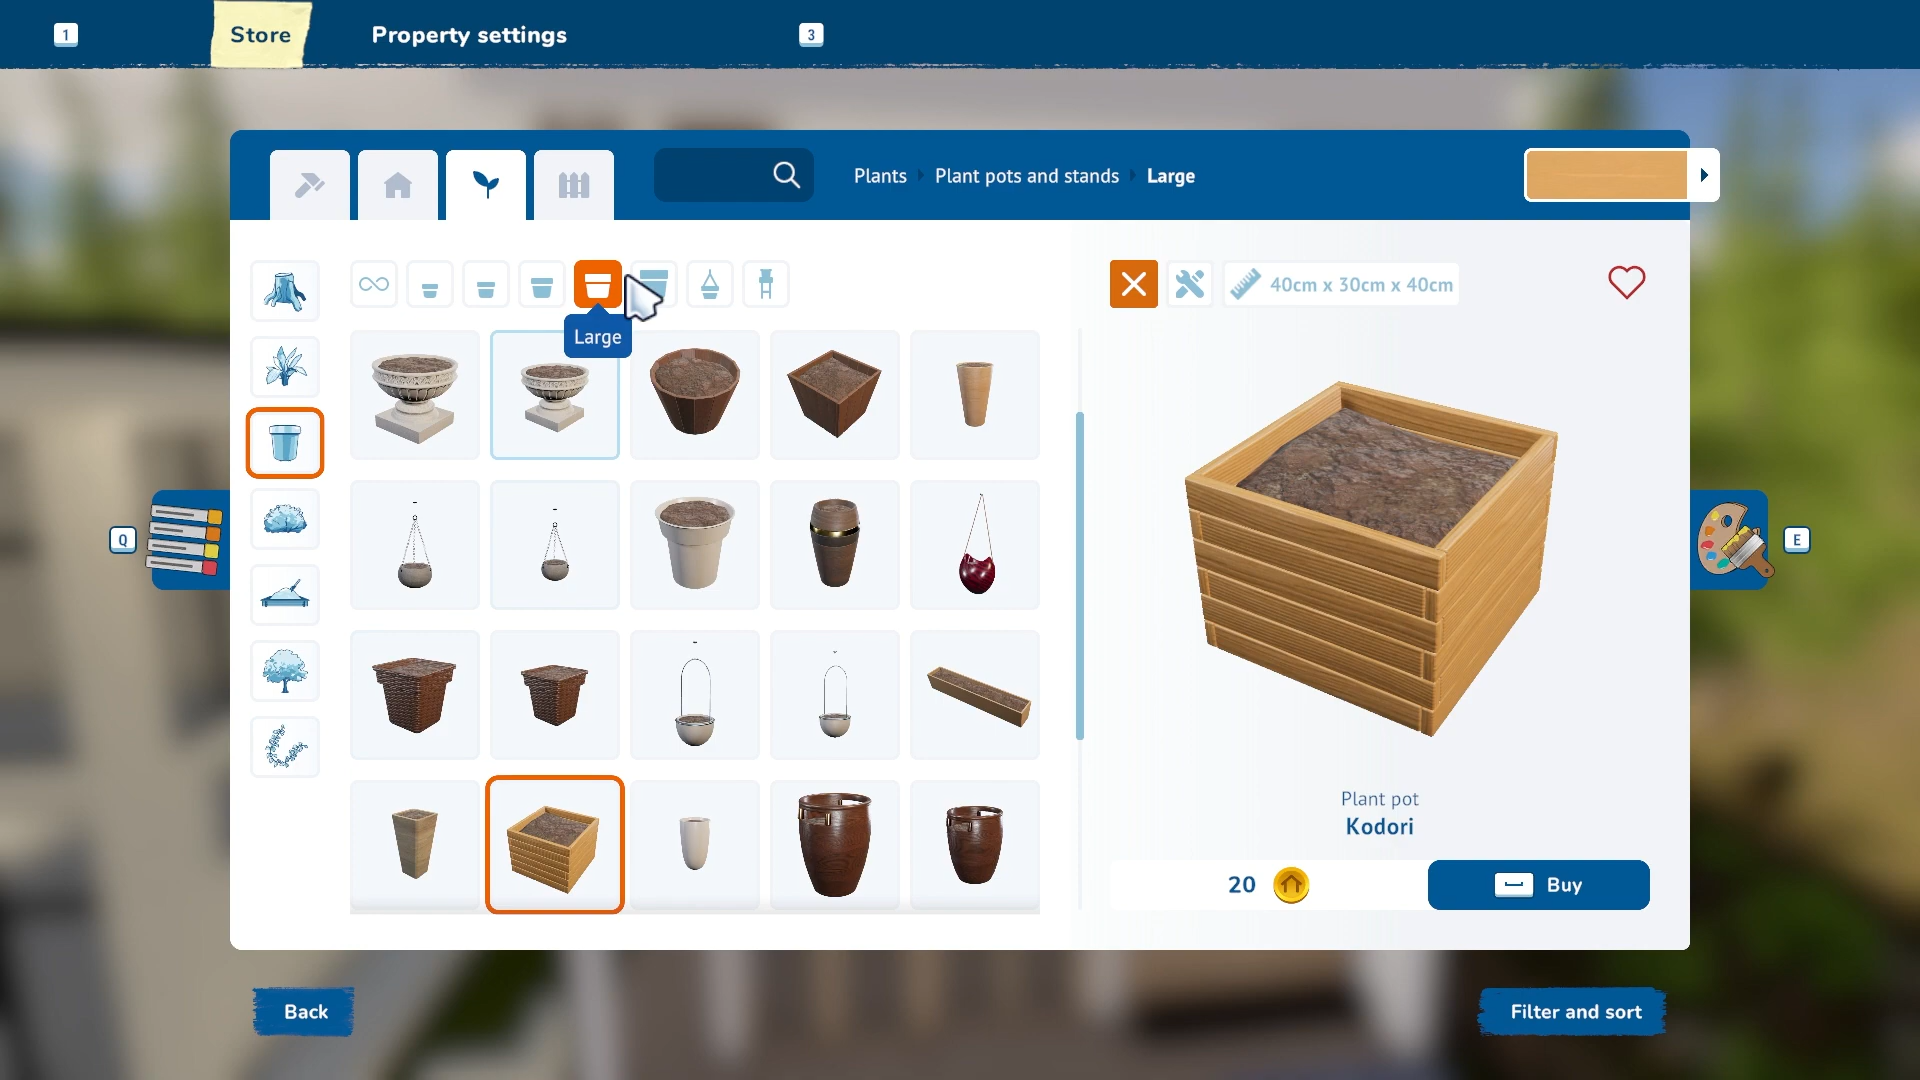 1
Store
Property settings
3
Plants
Plant pots and stands
Large
40cm x 30cm x 40cm
Large
Q
E
Plant pot
Kodori
20
Buy
Back
Filter and sort